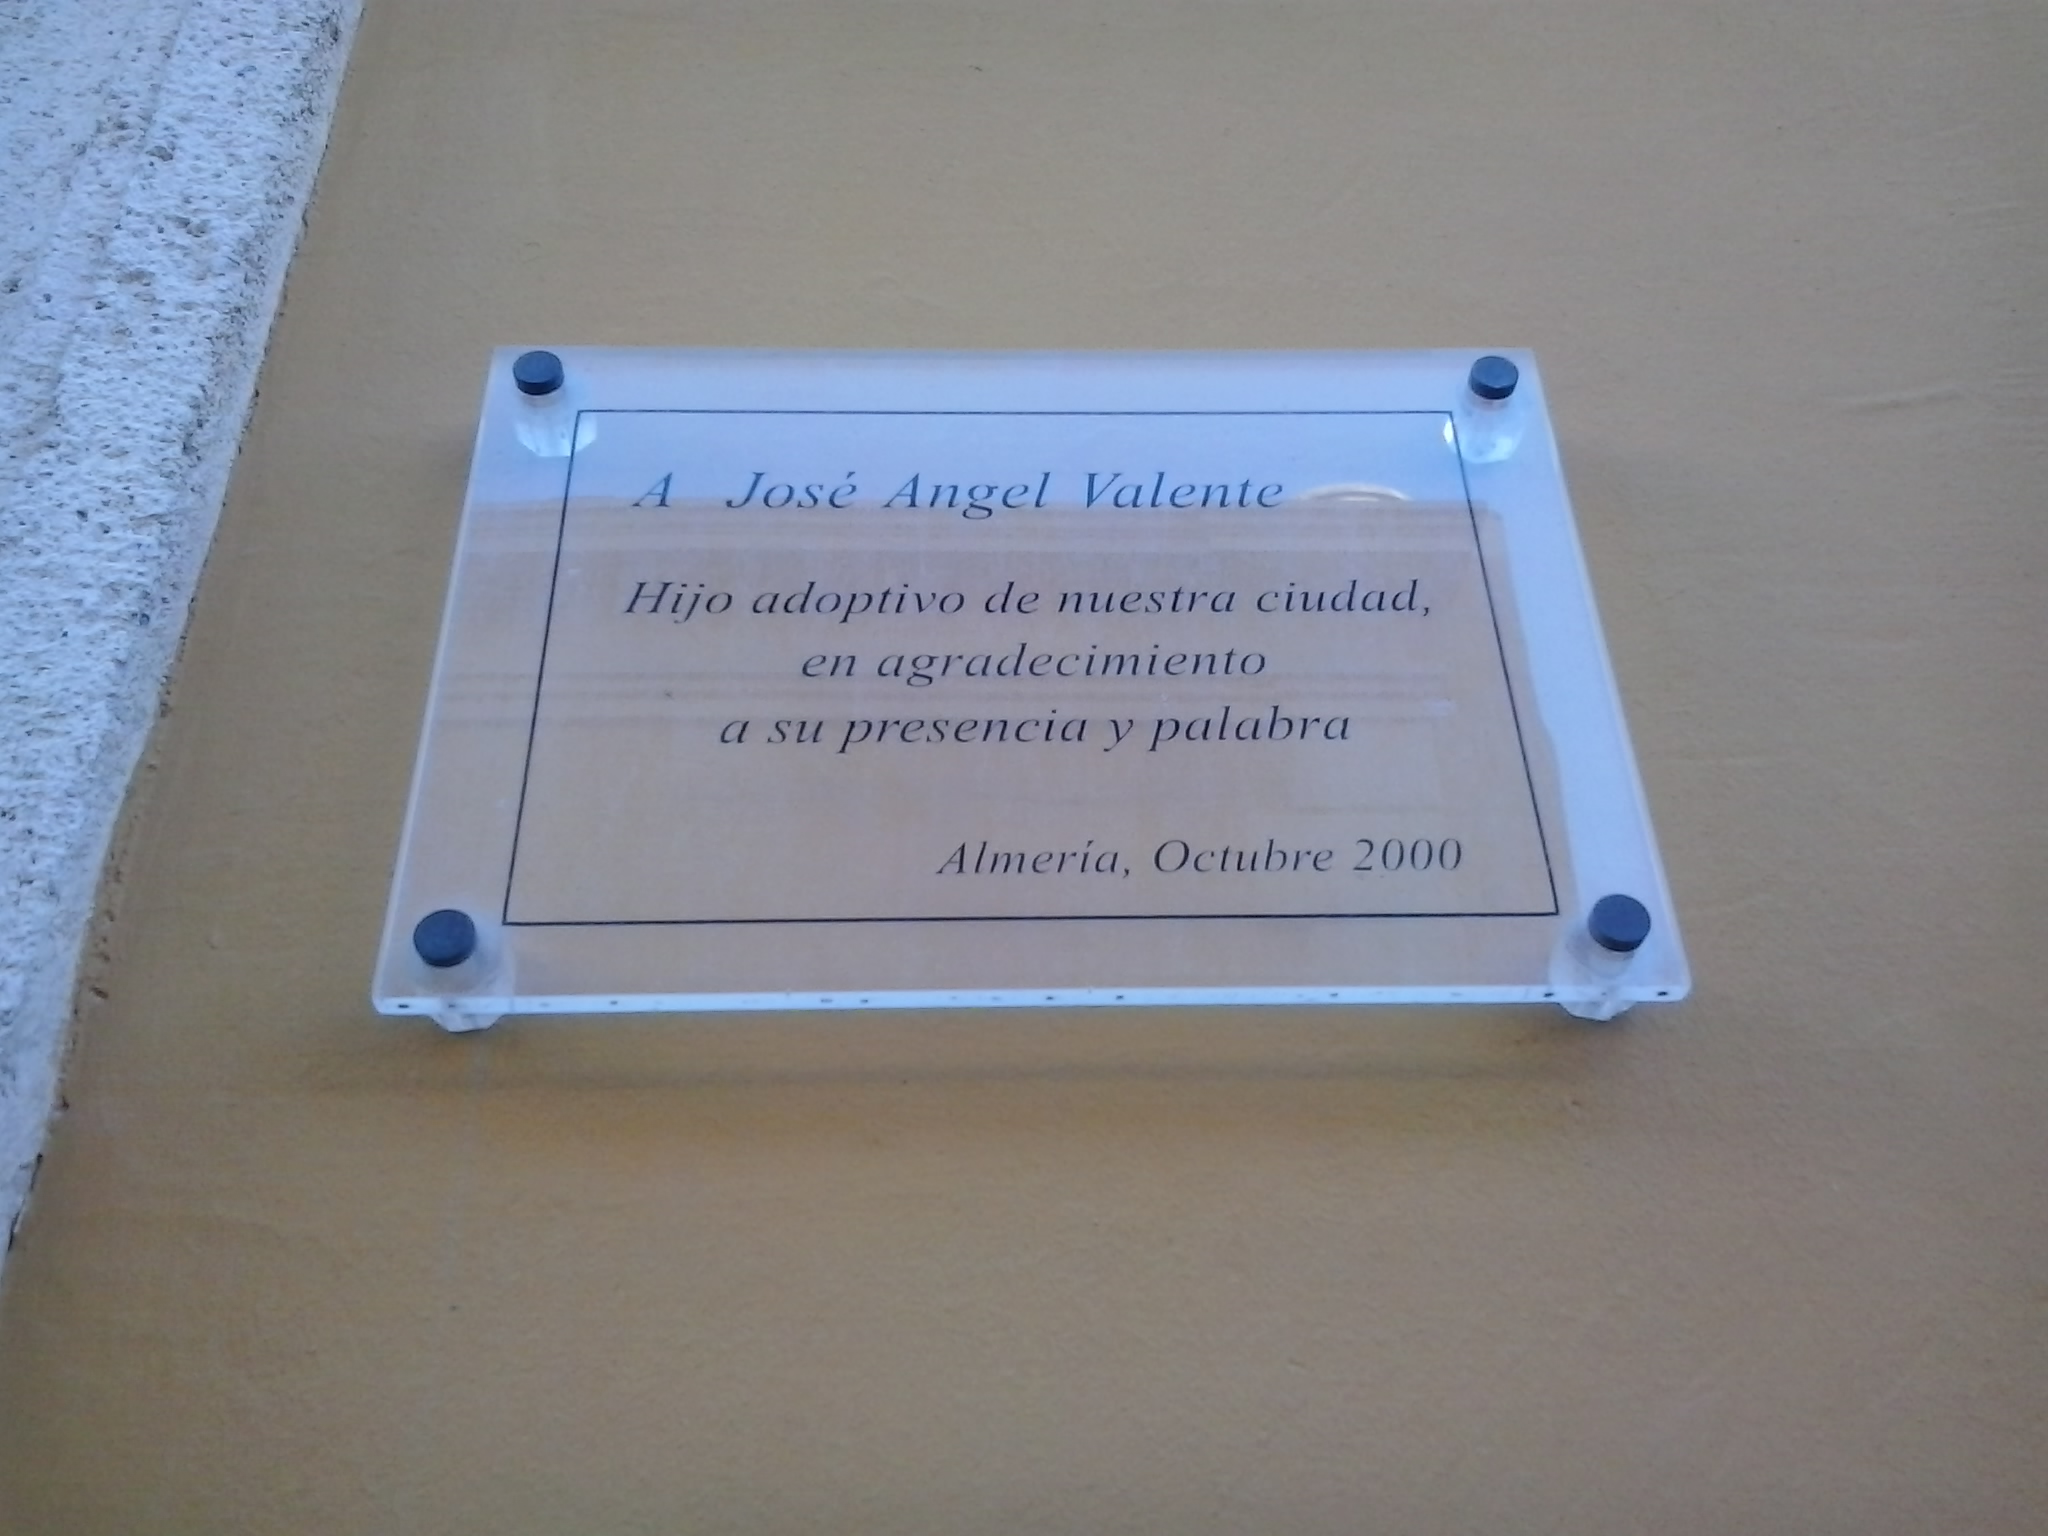 A José Angel Valente
Hijo adoptivo de nuestra ciudad,
en agradecimiento
a su presencia y palabra
Almería, Octubre 2000